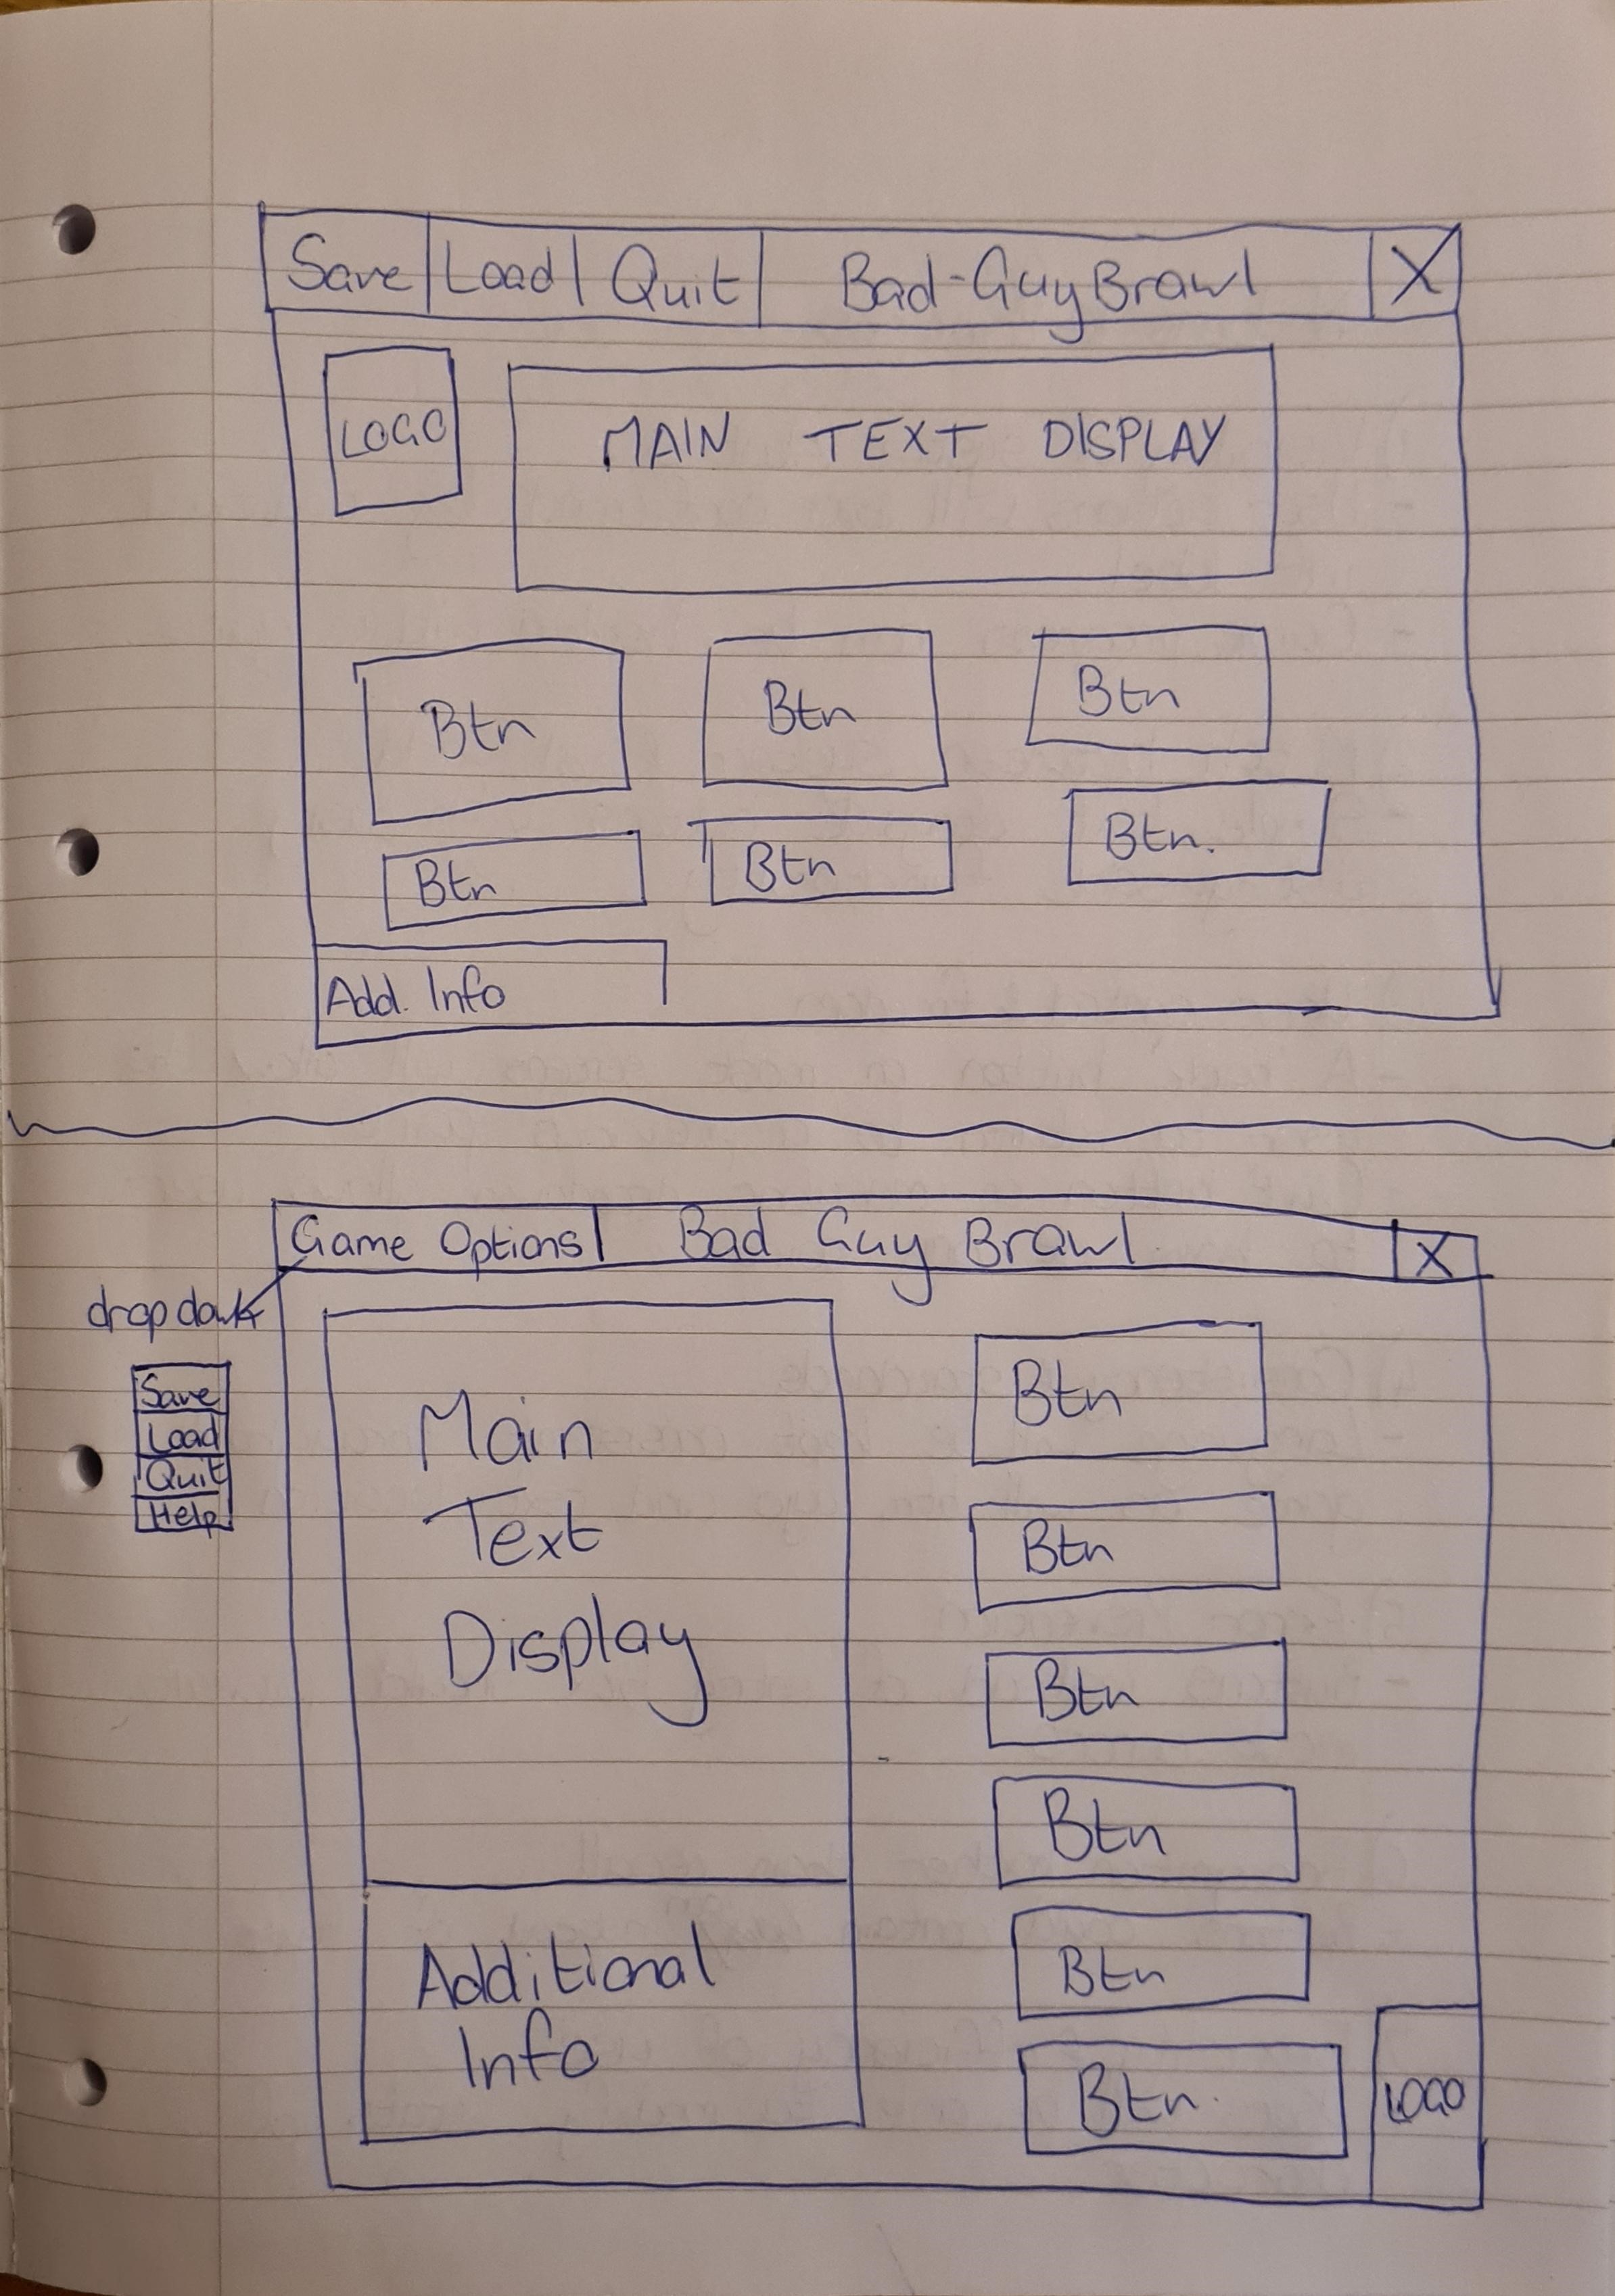 Save Load Quit Bad-Guy Brawl X
LOGO MAIN TEXT DISPLAY
Btn Btn Btn
Btn Btn Btn.
Add. Info
Game Options Bad Guy Brawl X
drop down
Save
Load
Quit
Help
Main
Text
Display
Btn
Btn
Btn
Btn
Additional
Info
Btn
Btn.
LOGO